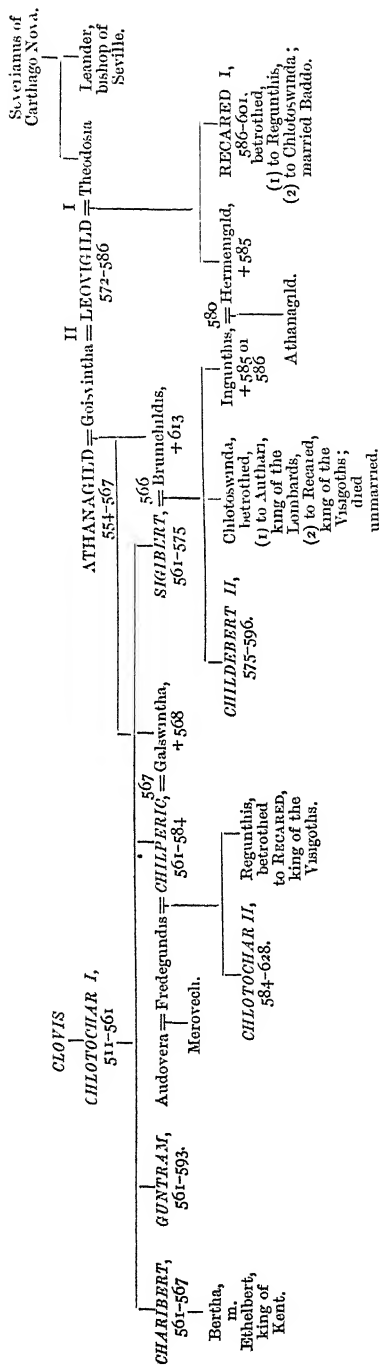 CLOVIS
CHLOTOCHAR I,
511–561
Severianus of
Carthago Nova.
II
I
ATHANAGILD = Goisvintha = LEOVIGILD = Theodosia
554–567
572–586
Leander,
bishop of
Seville.
CHARIBERT,
561–567
GUNTRAM,
561–593.
567
Audovera = Fredegundis = CHILPERIC, = Galswintha,
561–584
+ 568
566
SIGIBERT, = Brunichildis,
561–575
+ 613
Bertha,
m.
Ethelbert,
king of
Kent.
Merovech.
CHLOTOCHAR II,
584–628.
Regunthis,
betrothed
to RECARED,
king of the
Visigoths.
CHILDEBERT II,
575–596.
Chlotoswinda,
betrothed,
(1) to Authari,
king of the
Lombards,
(2) to Recared,
king of the
Visigoths;
died
unmarried.
580
Ingunthis, = Hermenigild,
+ 585 or
586
+ 585
Athanagild.
RECARED I,
586–601.
betrothed,
(1) to Regunthis,
(2) to Chlotoswinda;
married Baddo.